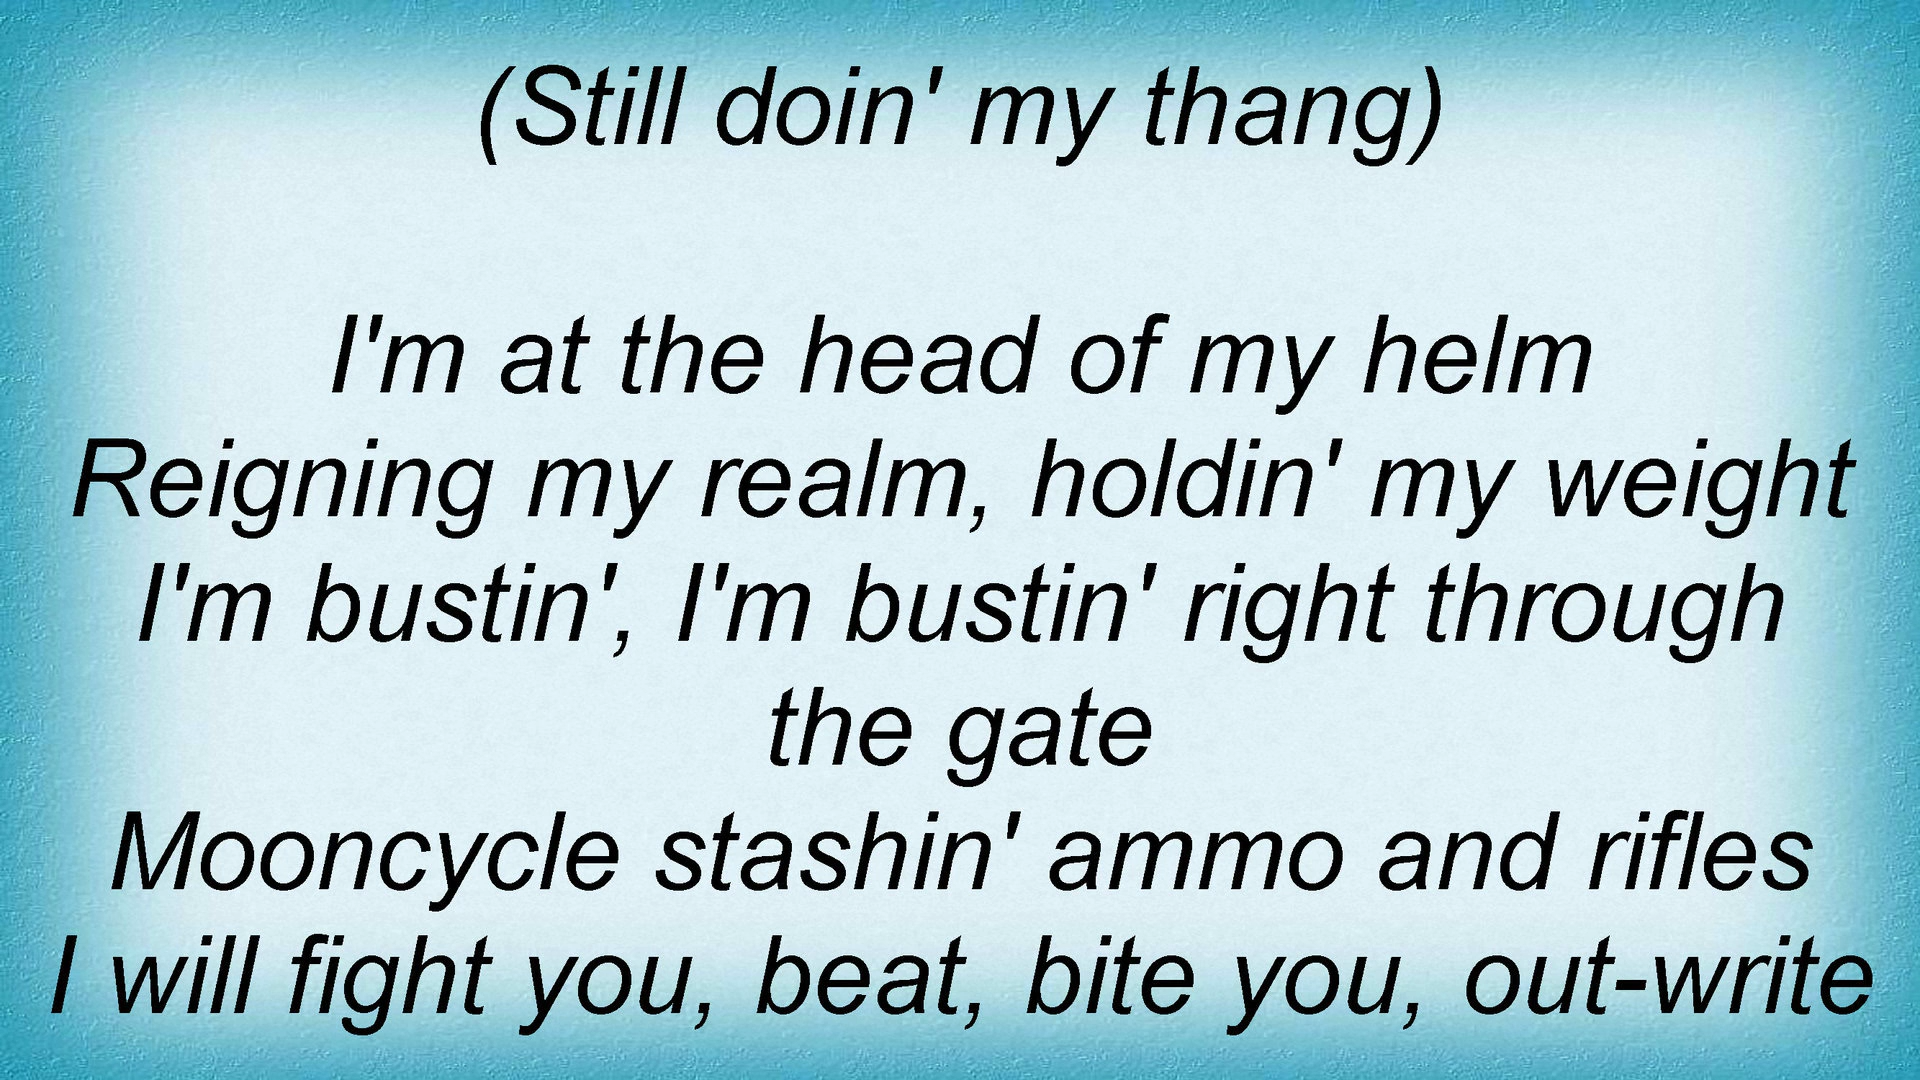 (Still doin' my thang)
I'm at the head of my helm
Reigning my realm, holdin' my weight
I'm bustin', I'm bustin' right through
the gate
Mooncycle stashin' ammo and rifles
I will fight you, beat, bite you, out-write